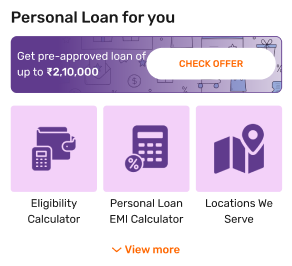 Personal Loan for you
Get pre-approved loan of
up to ₹2,10,000
CHECK OFFER
Eligibility
Calculator
Personal Loan
EMI Calculator
Locations We
Serve
View more